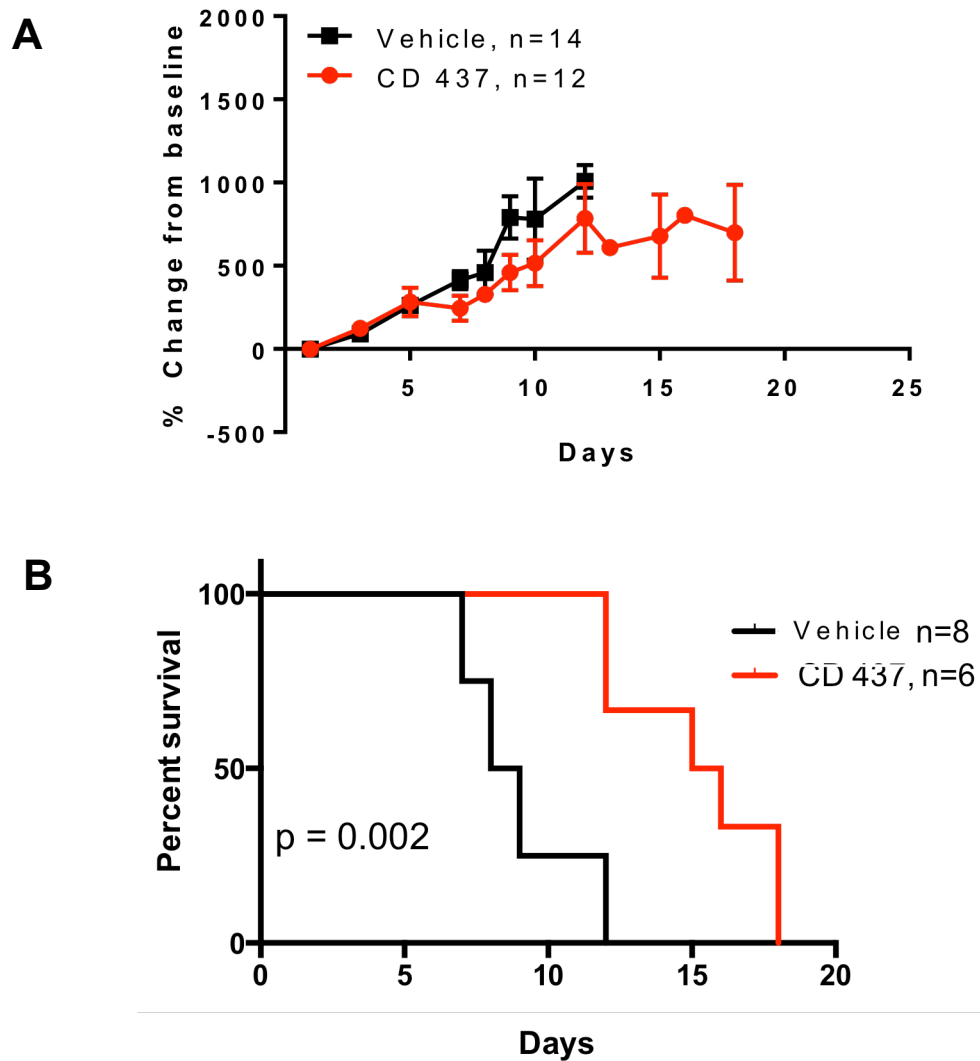 A
% Change from baseline
2000
1500
1000
500
0
-500
Vehicle, n=14
CD 437, n=12
5 10 15 20 25
Days
B
Percent survival
100
50
0
Vehicle n=8
CD 437, n=6
p = 0.002
0 5 10 15 20
Days